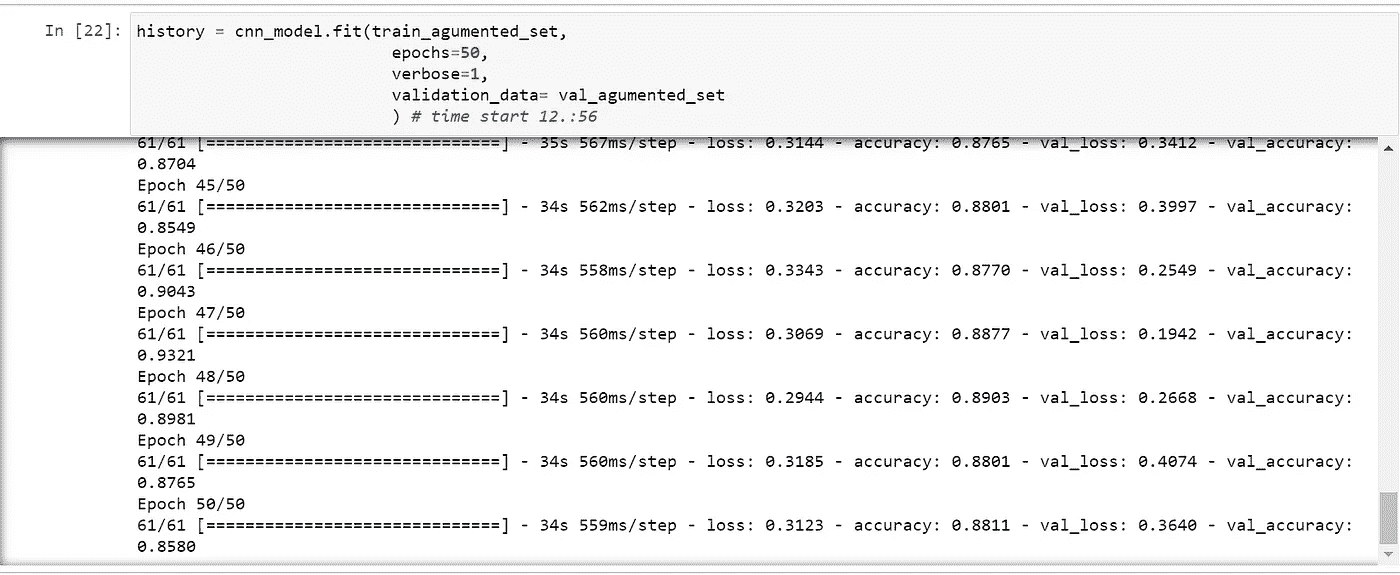 In [22]: history = cnn_model.fit(train_agumented_set,
epochs=50,
verbose=1,
validation_data= val_agumented_set
) # time start 12.:56
61/61 [==============================] - 35s 567ms/step - loss: 0.3144 - accuracy: 0.8765 - val_loss: 0.3412 - val_accuracy:
0.8704
Epoch 45/50
61/61 [==============================] - 34s 562ms/step - loss: 0.3203 - accuracy: 0.8801 - val_loss: 0.3997 - val_accuracy:
0.8549
Epoch 46/50
61/61 [==============================] - 34s 558ms/step - loss: 0.3343 - accuracy: 0.8770 - val_loss: 0.2549 - val_accuracy:
0.9043
Epoch 47/50
61/61 [==============================] - 34s 560ms/step - loss: 0.3069 - accuracy: 0.8877 - val_loss: 0.1942 - val_accuracy:
0.9321
Epoch 48/50
61/61 [==============================] - 34s 560ms/step - loss: 0.2944 - accuracy: 0.8903 - val_loss: 0.2668 - val_accuracy:
0.8981
Epoch 49/50
61/61 [==============================] - 34s 560ms/step - loss: 0.3185 - accuracy: 0.8801 - val_loss: 0.4074 - val_accuracy:
0.8765
Epoch 50/50
61/61 [==============================] - 34s 559ms/step - loss: 0.3123 - accuracy: 0.8811 - val_loss: 0.3640 - val_accuracy:
0.8580